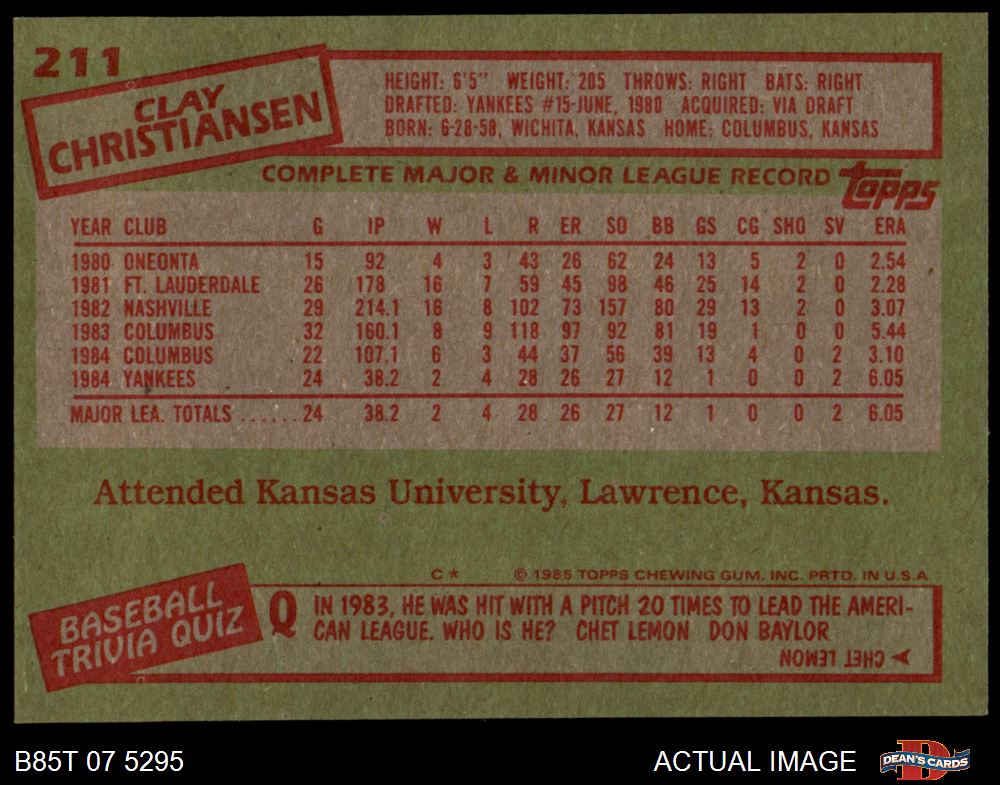 211
CLAY
CHRISTIANSEN
HEIGHT: 6'5" WEIGHT: 205 THROWS: RIGHT BATS: RIGHT
DRAFTED: YANKEES #15-JUNE, 1980 ACQUIRED: VIA DRAFT
BORN: 6-28-58, WICHITA, KANSAS HOME: COLUMBUS, KANSAS
COMPLETE MAJOR & MINOR LEAGUE RECORD topps
YEAR CLUB G IP W L R ER SO BB GS CG SHO SV ERA
1980 ONEONTA 15 92 4 3 43 26 62 24 13 5 2 0 2.54
1981 FT. LAUDERDALE 26 178 16 7 59 45 98 46 25 14 2 0 2.28
1982 NASHVILLE 29 214.1 16 8 102 73 157 80 29 13 2 0 3.07
1983 COLUMBUS 32 160.1 8 9 118 97 92 81 19 1 0 0 5.44
1984 COLUMBUS 22 107.1 6 3 44 37 56 39 13 4 0 2 3.10
1984 YANKEES 24 38.2 2 4 28 26 27 12 1 0 0 2 6.05
MAJOR LEA. TOTALS ......24 38.2 2 4 28 26 27 12 1 0 0 2 6.05
Attended Kansas University, Lawrence, Kansas.
C* © 1985 TOPPS CHEWING GUM, INC. PRTD. IN U.S.A
BASEBALL
TRIVIA QUIZ
Q IN 1983, HE WAS HIT WITH A PITCH 20 TIMES TO LEAD THE AMERI-
CAN LEAGUE. WHO IS HE? CHET LEMON DON BAYLOR
CHET LEMON
B85T 07 5295
ACTUAL IMAGE
D
DEAN'S CARDS